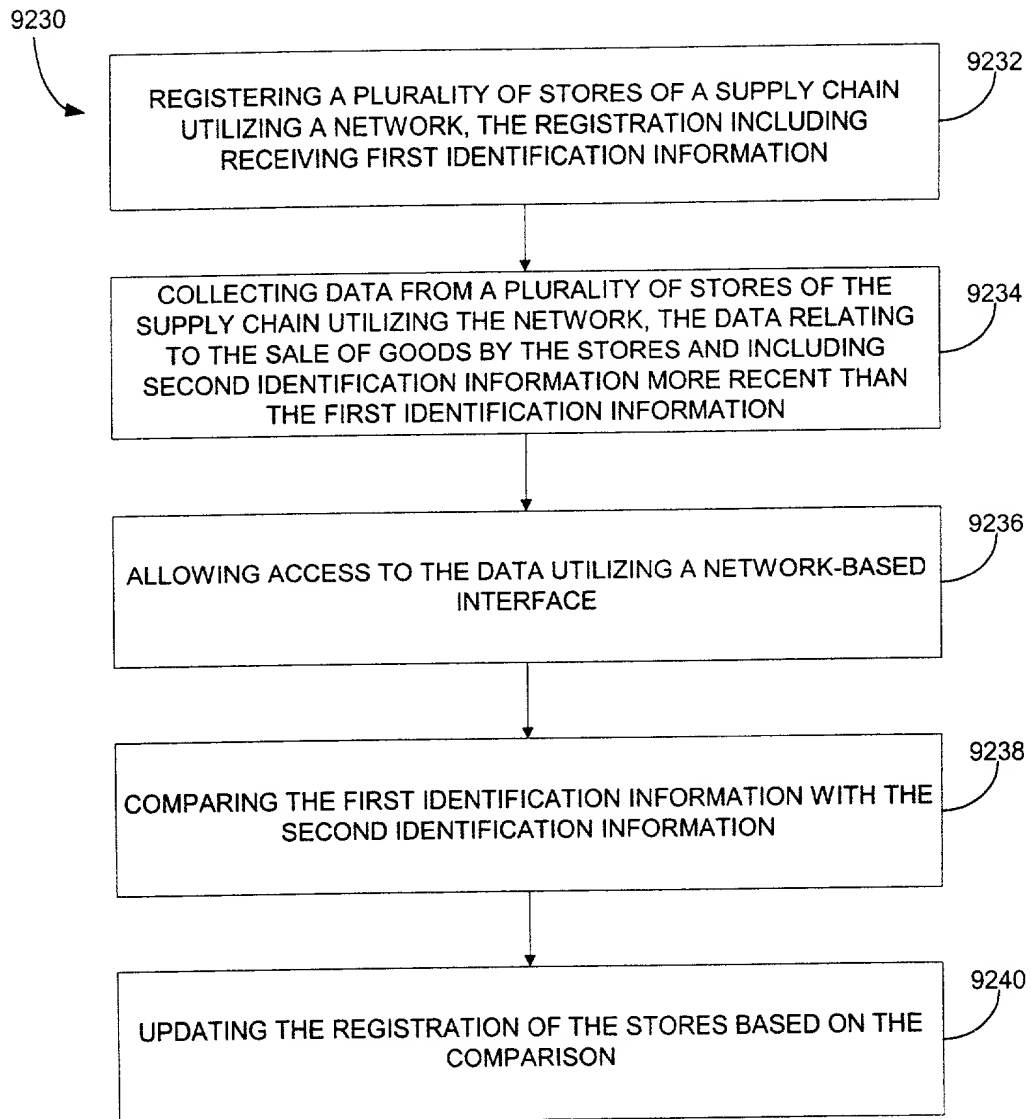 9230
9232
REGISTERING A PLURALITY OF STORES OF A SUPPLY CHAIN
UTILIZING A NETWORK, THE REGISTRATION INCLUDING
RECEIVING FIRST IDENTIFICATION INFORMATION
9234
COLLECTING DATA FROM A PLURALITY OF STORES OF THE
SUPPLY CHAIN UTILIZING THE NETWORK, THE DATA RELATING
TO THE SALE OF GOODS BY THE STORES AND INCLUDING
SECOND IDENTIFICATION INFORMATION MORE RECENT THAN
THE FIRST IDENTIFICATION INFORMATION
9236
ALLOWING ACCESS TO THE DATA UTILIZING A NETWORK-BASED
INTERFACE
9238
COMPARING THE FIRST IDENTIFICATION INFORMATION WITH THE
SECOND IDENTIFICATION INFORMATION
9240
UPDATING THE REGISTRATION OF THE STORES BASED ON THE
COMPARISON